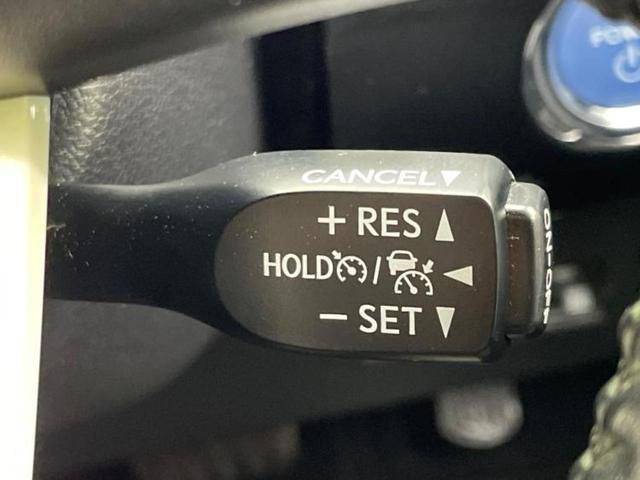 CANCEL▼
+ RES ▲
HOLD / ◀
− SET ▼
ON-OFF